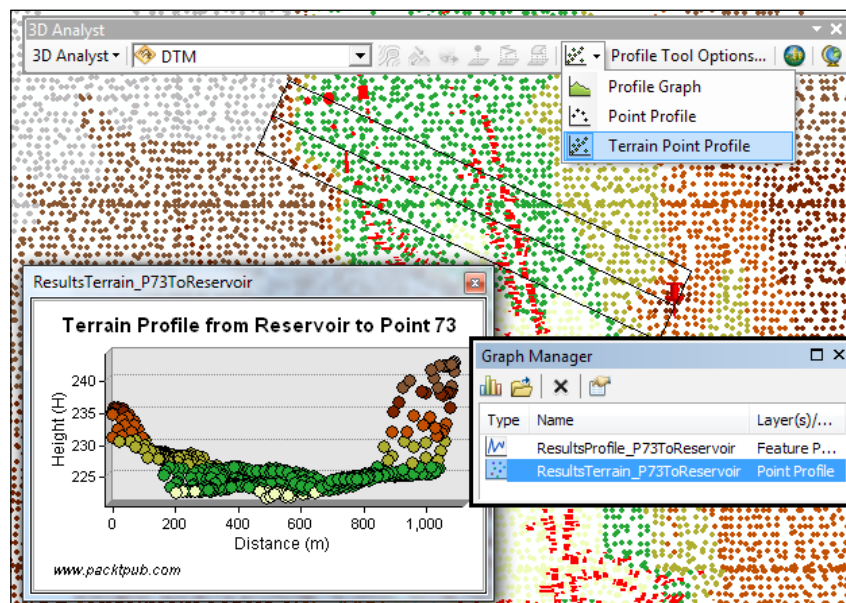 3D Analyst
3D Analyst DTM Profile Tool Options...
Profile Graph
Point Profile
Terrain Point Profile
ResultsTerrain_P73ToReservoir
Terrain Profile from Reservoir to Point 73
Height (H)
240
235
230
225
0 200 400 600 800 1,000
Distance (m)
www.packtpub.com
Graph Manager
Type Name Layer(s)/...
ResultsProfile_P73ToReservoir Feature P...
ResultsTerrain_P73ToReservoir Point Profile